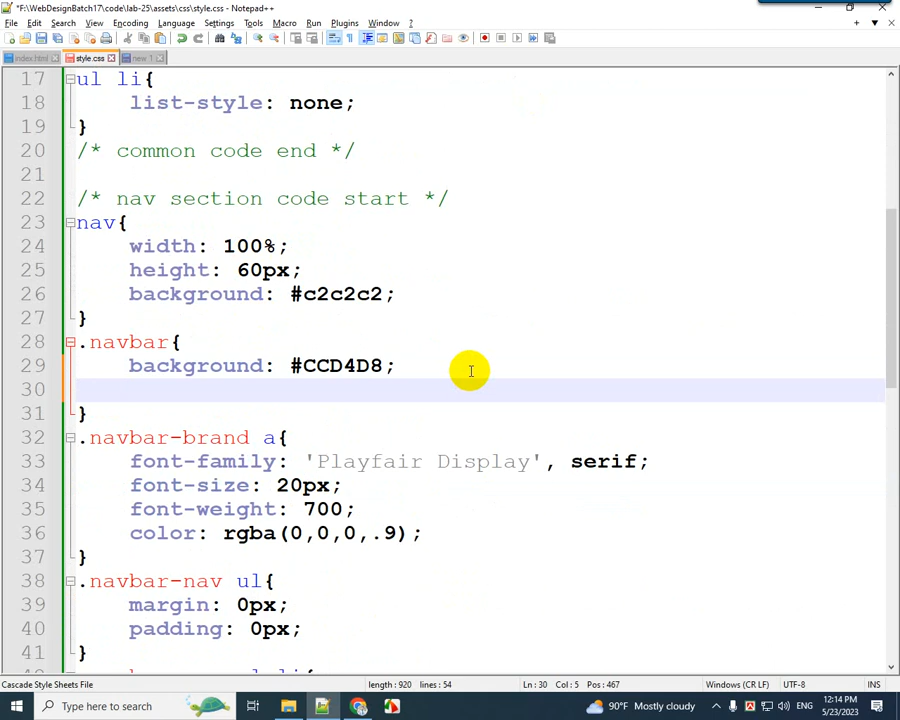 *F:\WebDesignBatch17\code\lab-25\assets\css\style.css - Notepad++
File Edit Search View Encoding Language Settings Tools Macro Run Plugins Window ?
index.html style.css new 1
17 ul li{
18 list-style: none;
19 }
20 /* common code end */
21
22 /* nav section code start */
23 nav{
24 width: 100%;
25 height: 60px;
26 background: #c2c2c2;
27 }
28 .navbar{
29 background: #CCD4D8;
30
31 }
32 .navbar-brand a{
33 font-family: 'Playfair Display', serif;
34 font-size: 20px;
35 font-weight: 700;
36 color: rgba(0,0,0,.9);
37 }
38 .navbar-nav ul{
39 margin: 0px;
40 padding: 0px;
41 }
Cascade Style Sheets File length : 920 lines : 54 Ln : 30 Col : 5 Pos : 467 Windows (CR LF) UTF-8 INS
Type here to search 90°F Mostly cloudy 12:14 PM
5/23/2023